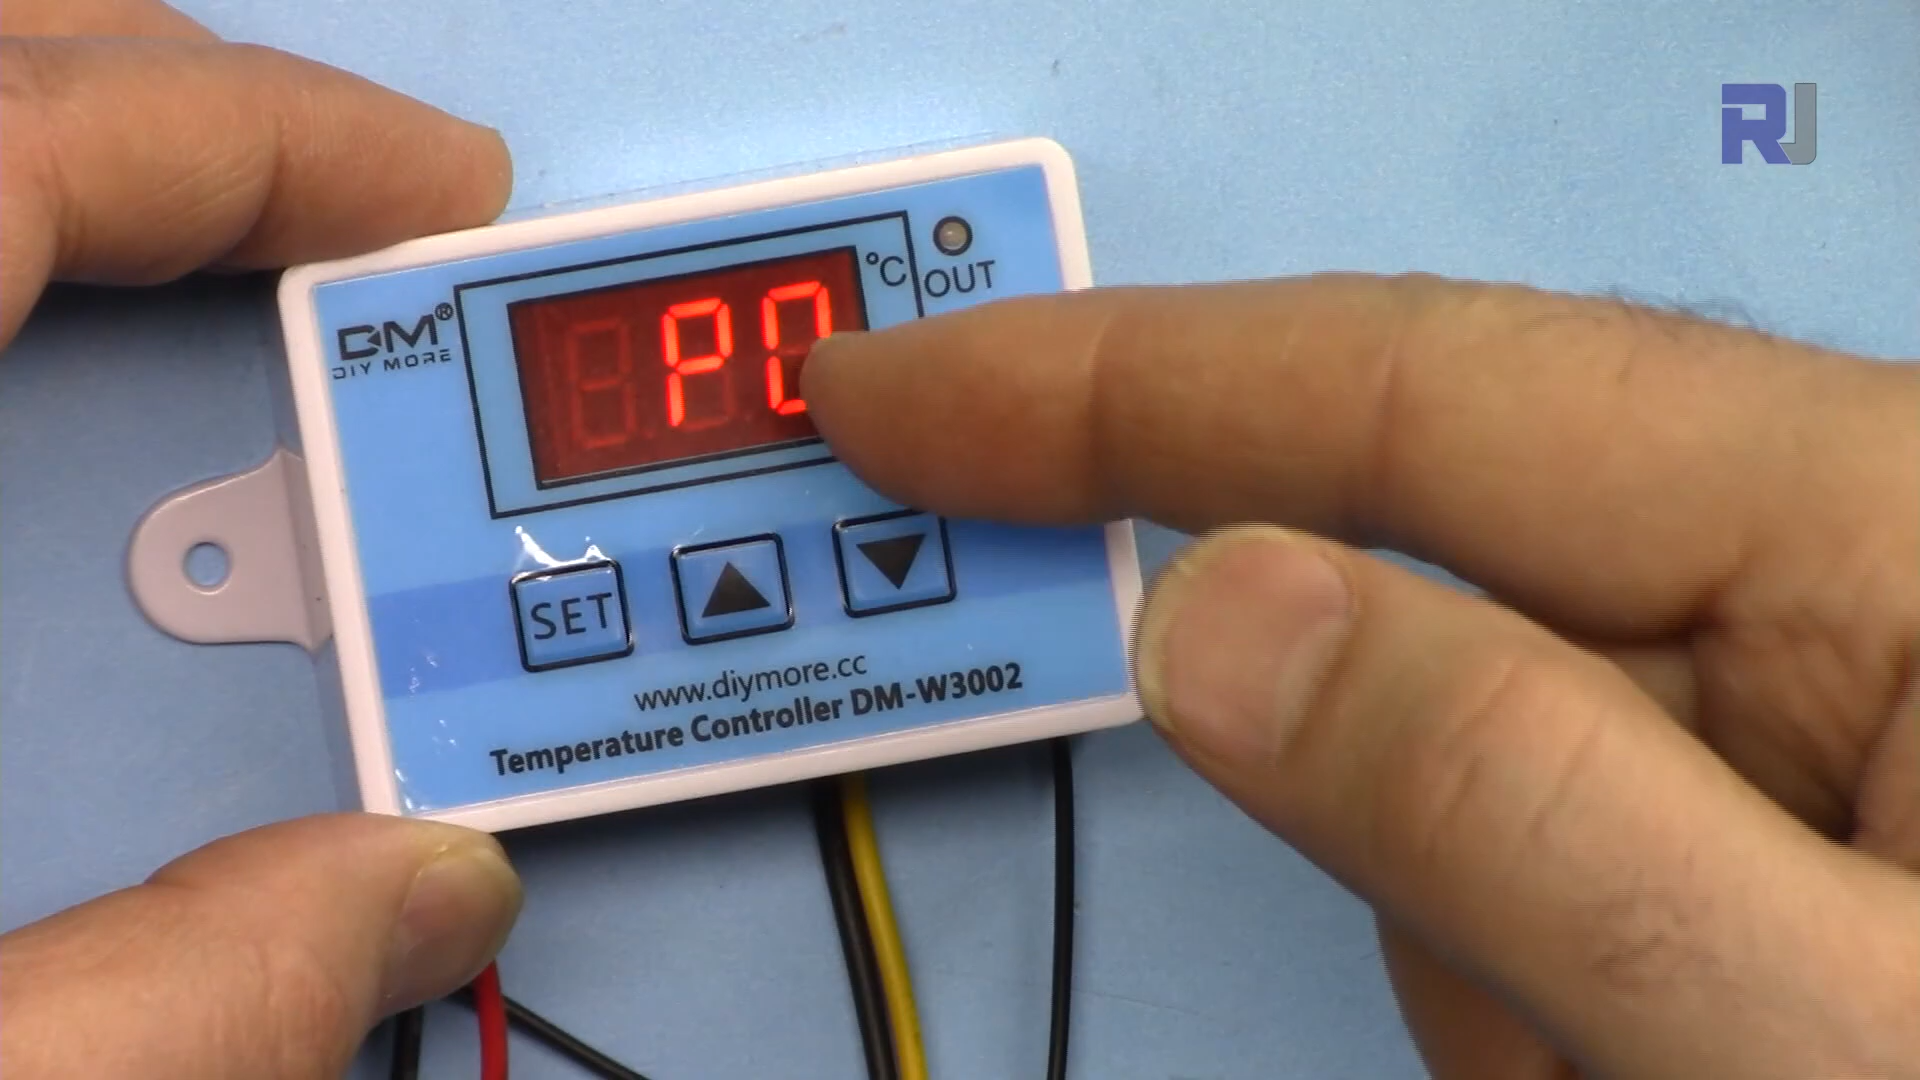 RJ
°C
OUT
DM®
DIY MORE
P0
SET
www.diymore.cc
Temperature Controller DM-W3002